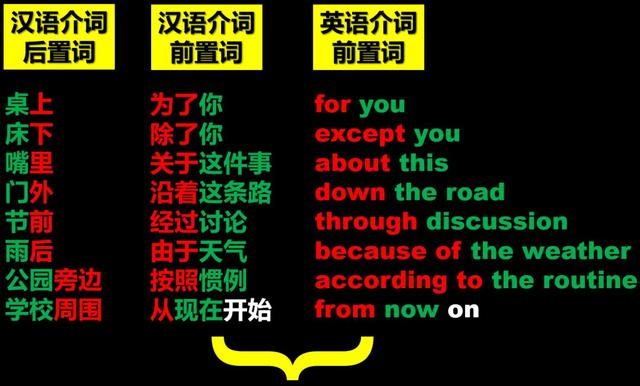 汉语介词
后置词
汉语介词
前置词
英语介词
前置词
桌上 为了你 for you
床下 除了你 except you
嘴里 关于这件事 about this
门外 沿着这条路 down the road
节前 经过讨论 through discussion
雨后 由于天气 because of the weather
公园旁边 按照惯例 according to the routine
学校周围 从现在开始 from now on